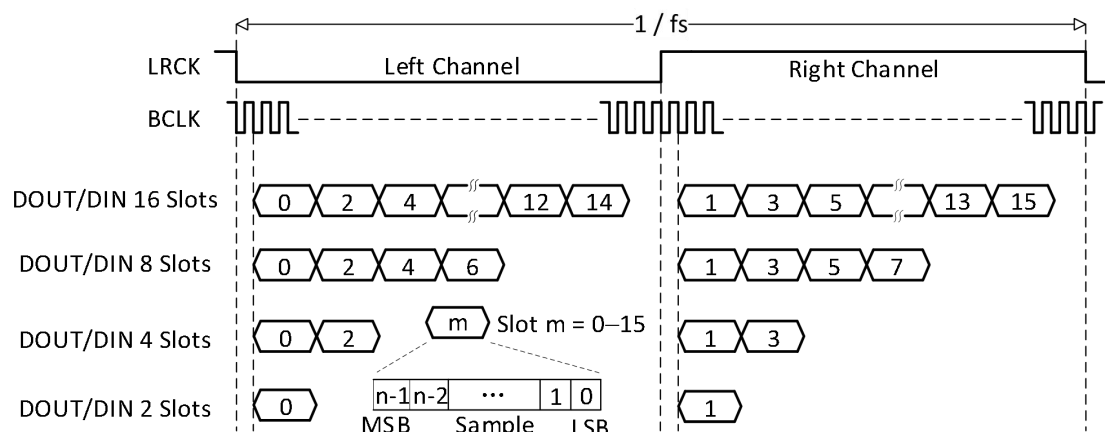 1 / fs
LRCK Left Channel Right Channel
BCLK
DOUT/DIN 16 Slots 0 2 4 12 14 1 3 5 13 15
DOUT/DIN 8 Slots 0 2 4 6 1 3 5 7
m Slot m = 0–15
DOUT/DIN 4 Slots 0 2 1 3
n-1 n-2 ··· 1 0
DOUT/DIN 2 Slots 0 1
MSB Sample LSB